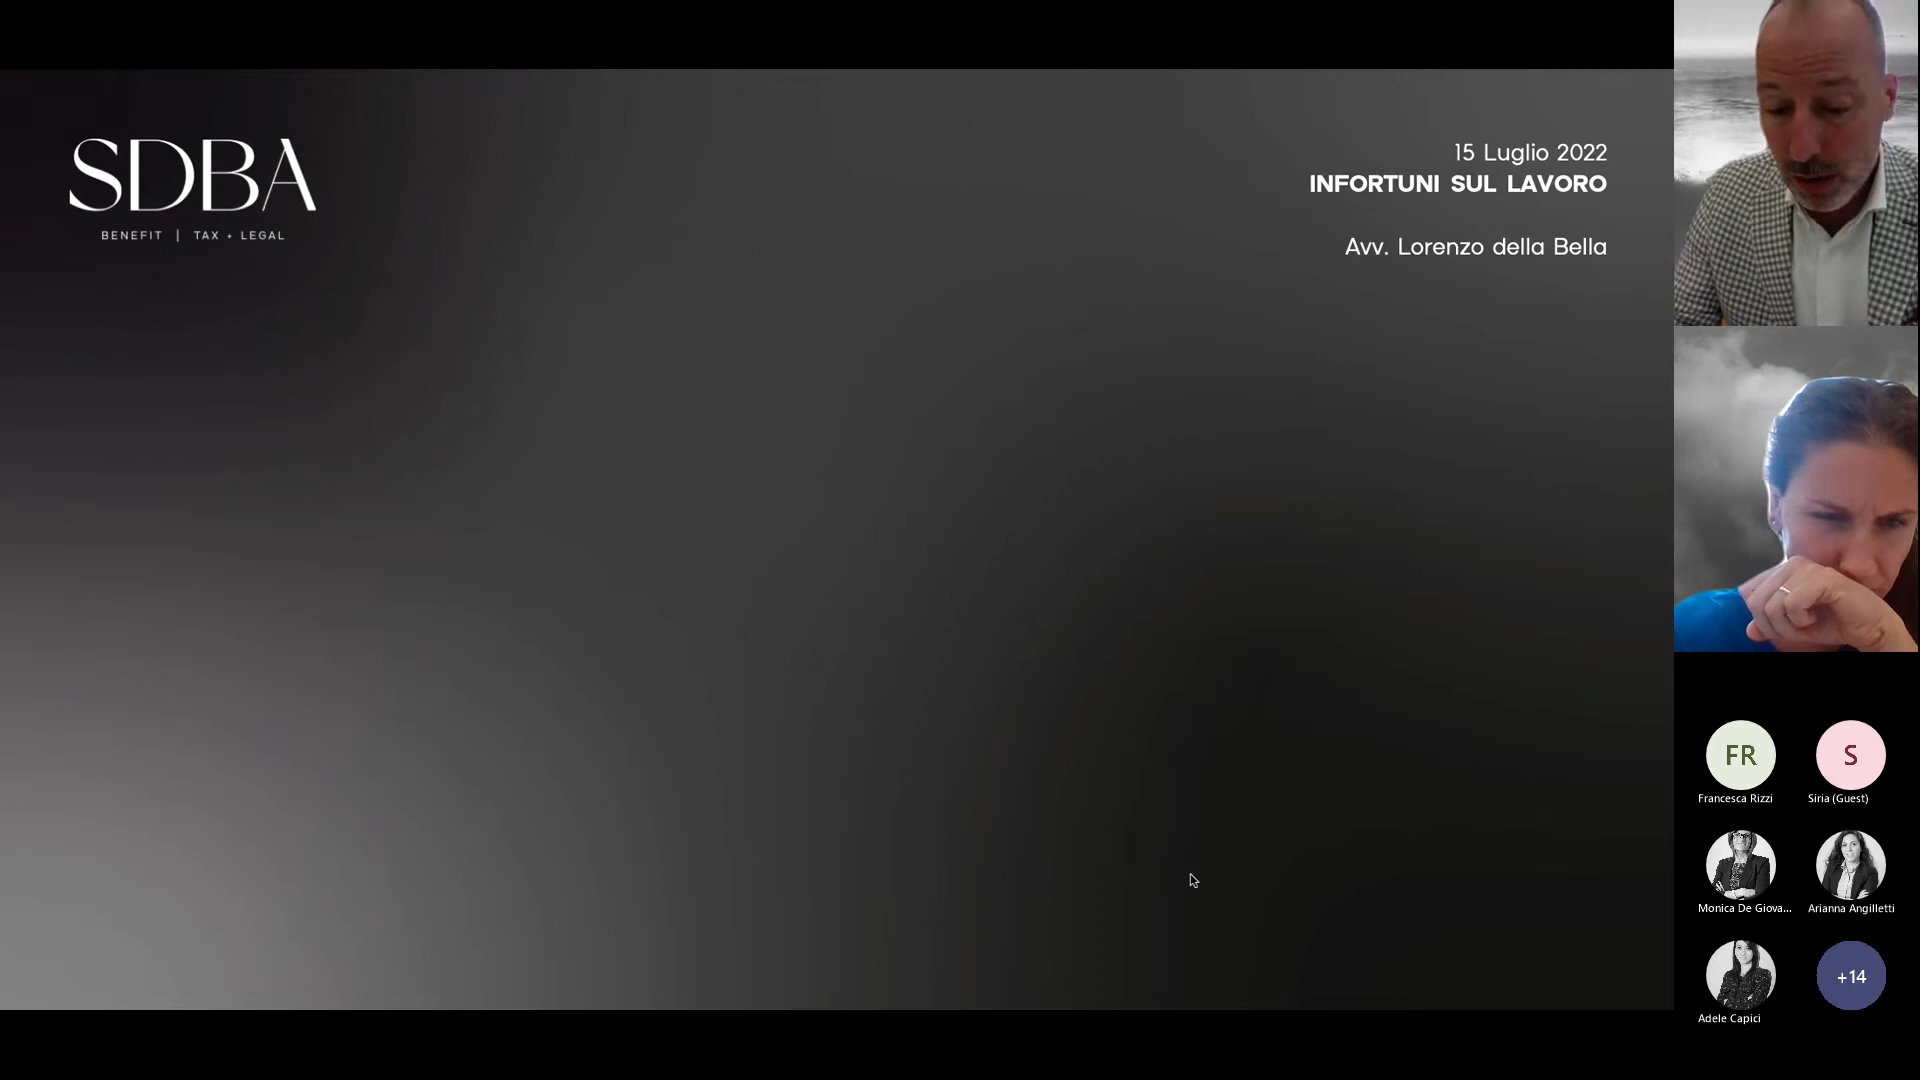 SDBA
BENEFIT | TAX + LEGAL
15 Luglio 2022
INFORTUNI SUL LAVORO
Avv. Lorenzo della Bella
FR
S
Francesca Rizzi
Siria (Guest)
Monica De Giova...
Arianna Angilletti
+14
Adele Capici